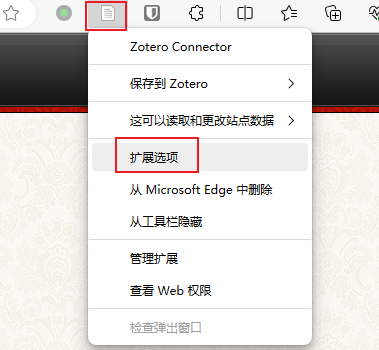 Zotero Connector
保存到 Zotero
这可以读取和更改站点数据
扩展选项
从 Microsoft Edge 中删除
从工具栏隐藏
管理扩展
查看 Web 权限
检查弹出窗口